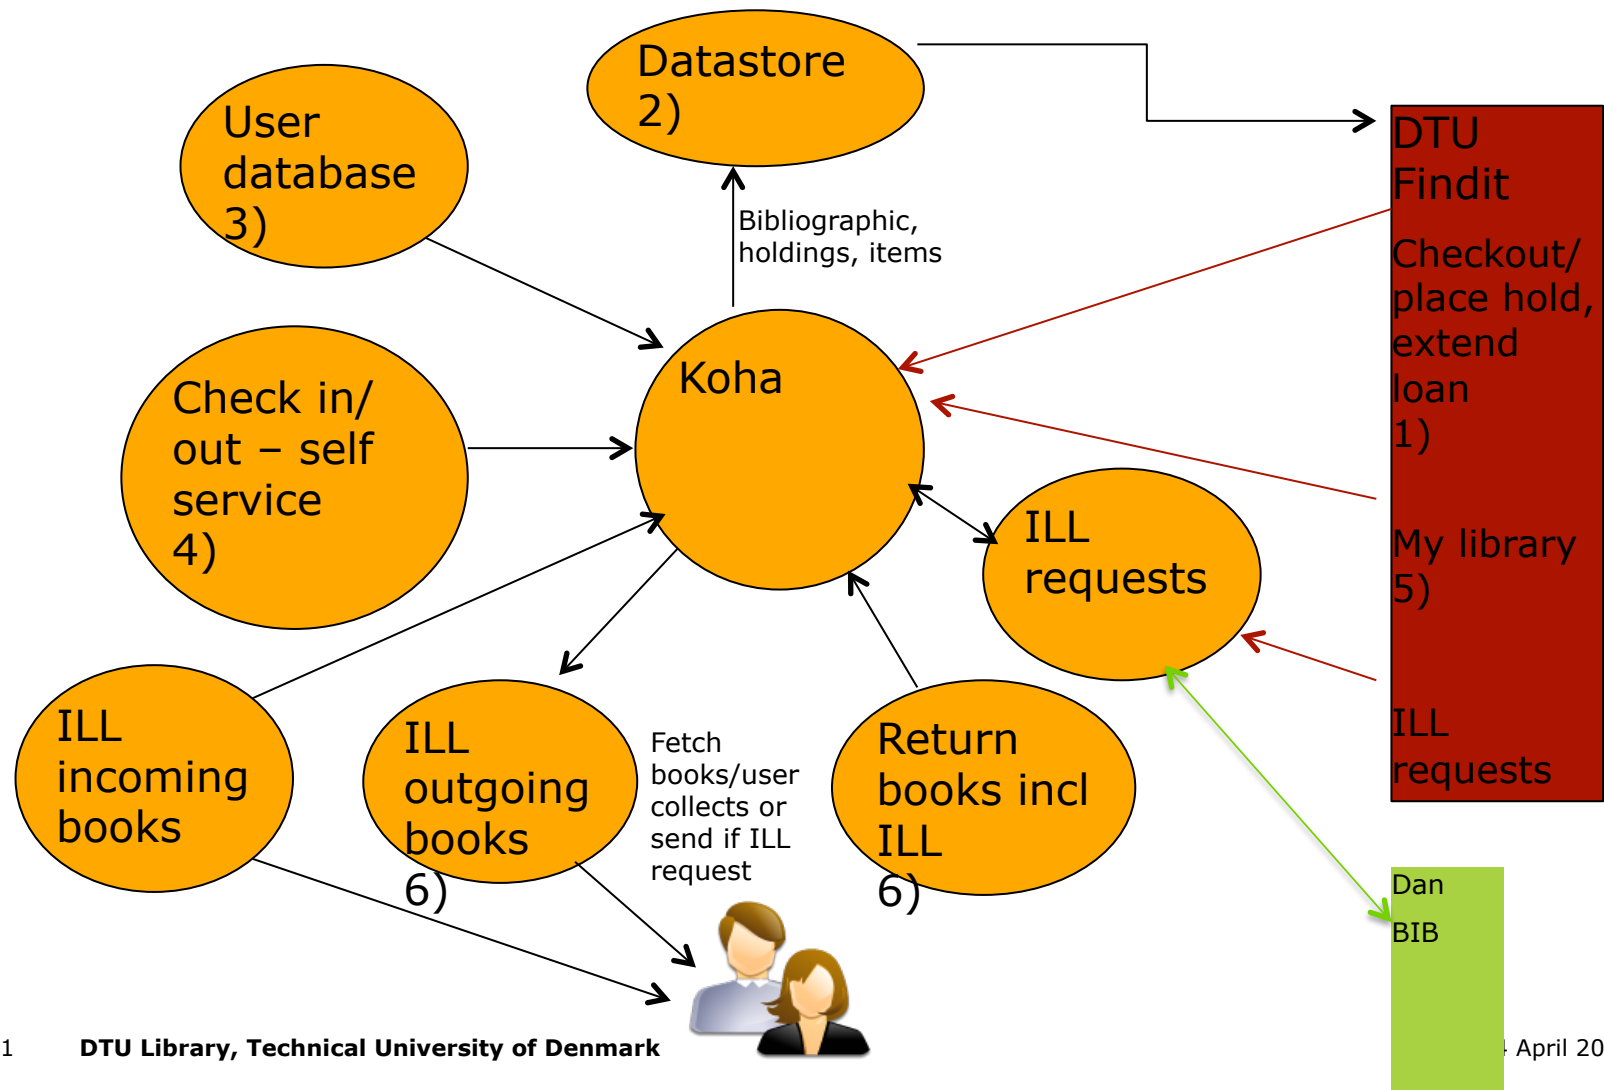 Datastore
2)
User
database
3)
DTU
Findit
Bibliographic,
holdings, items
Checkout/
place hold,
extend
loan
1)
Koha
Check in/
out – self
service
4)
ILL
requests
My library
5)
ILL
requests
ILL
incoming
books
ILL
outgoing
books
6)
Fetch
books/user
collects or
send if ILL
request
Return
books incl
ILL
6)
Dan
BIB
1 DTU Library, Technical University of Denmark
April 20